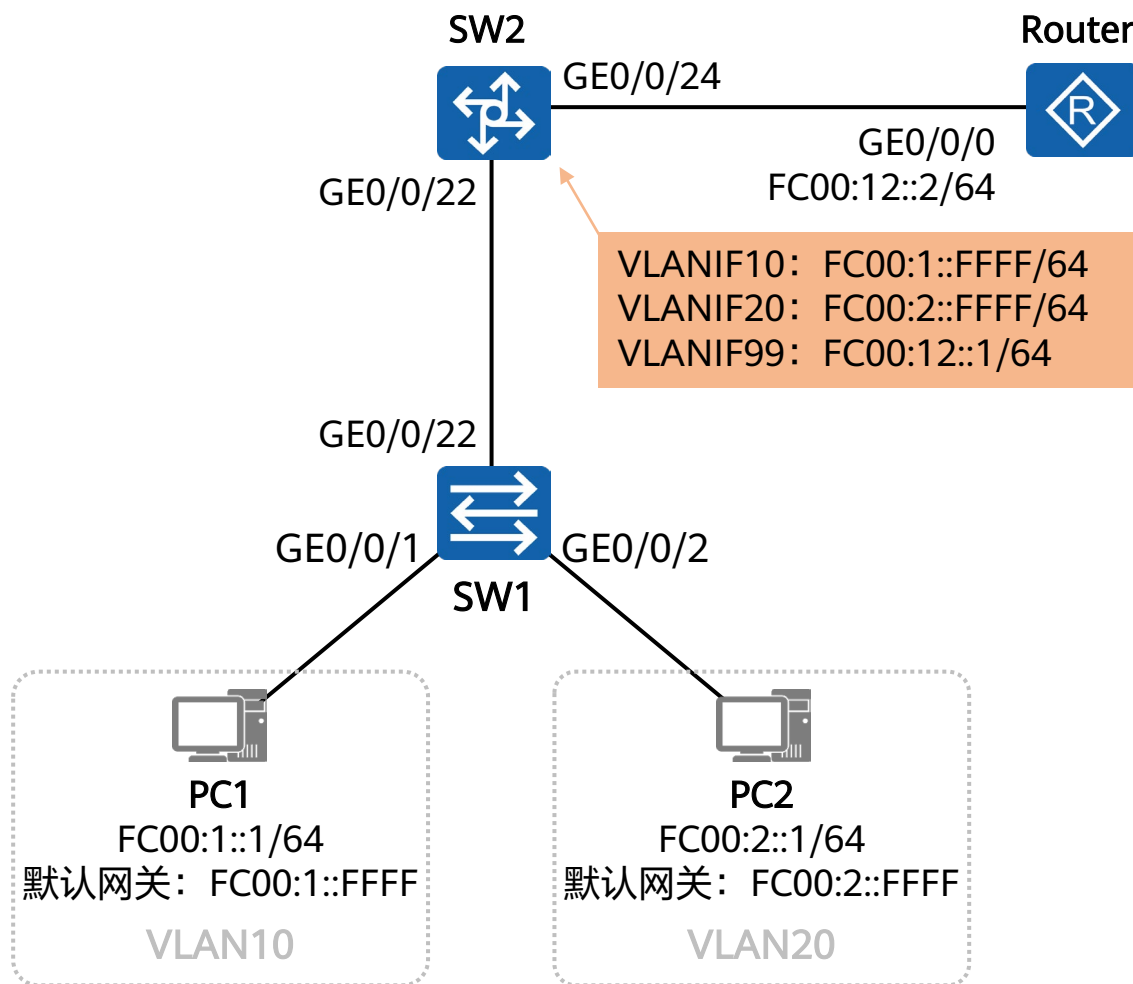 SW2
Router
GE0/0/24
GE0/0/0
FC00:12::2/64
GE0/0/22
VLANIF10：FC00:1::FFFF/64
VLANIF20：FC00:2::FFFF/64
VLANIF99：FC00:12::1/64
GE0/0/22
GE0/0/1
GE0/0/2
SW1
PC1
FC00:1::1/64
默认网关：FC00:1::FFFF
VLAN10
PC2
FC00:2::1/64
默认网关：FC00:2::FFFF
VLAN20
R